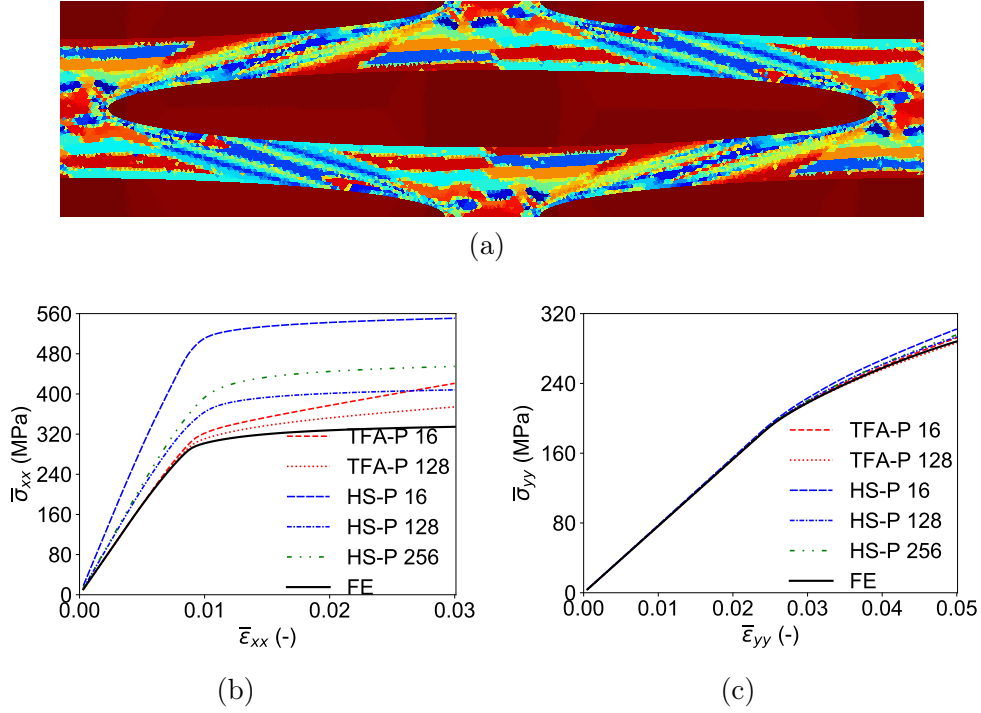 (a)
560
480
400
320
240
160
80
0
σ̅xx (MPa)
TFA-P 16
TFA-P 128
HS-P 16
HS-P 128
HS-P 256
FE
0.00
0.01
0.02
0.03
ε̅xx (-)
(b)
320
240
160
80
0
σ̅yy (MPa)
TFA-P 16
TFA-P 128
HS-P 16
HS-P 128
HS-P 256
FE
0.00
0.01
0.02
0.03
0.04
0.05
ε̅yy (-)
(c)